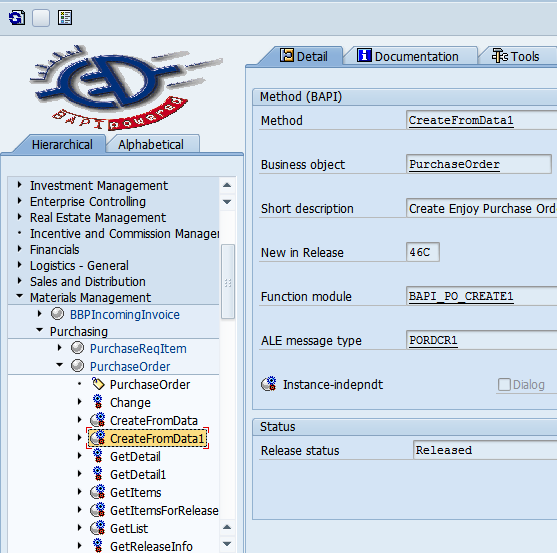 BAPI powered
Hierarchical
Alphabetical
Investment Management
Enterprise Controlling
Real Estate Management
Incentive and Commission Manager
Financials
Logistics - General
Sales and Distribution
Materials Management
BBPIncomingInvoice
Purchasing
PurchaseReqItem
PurchaseOrder
PurchaseOrder
Change
CreateFromData
CreateFromData1
GetDetail
GetDetail1
GetItems
GetItemsForRelease
GetList
GetReleaseInfo
Detail
Documentation
Tools
Method (BAPI)
Method CreateFromData1
Business object PurchaseOrder
Short description Create Enjoy Purchase Ord
New in Release 46C
Function module BAPI_PO_CREATE1
ALE message type PORDCR1
Instance-indepndt Dialog
Status
Release status Released